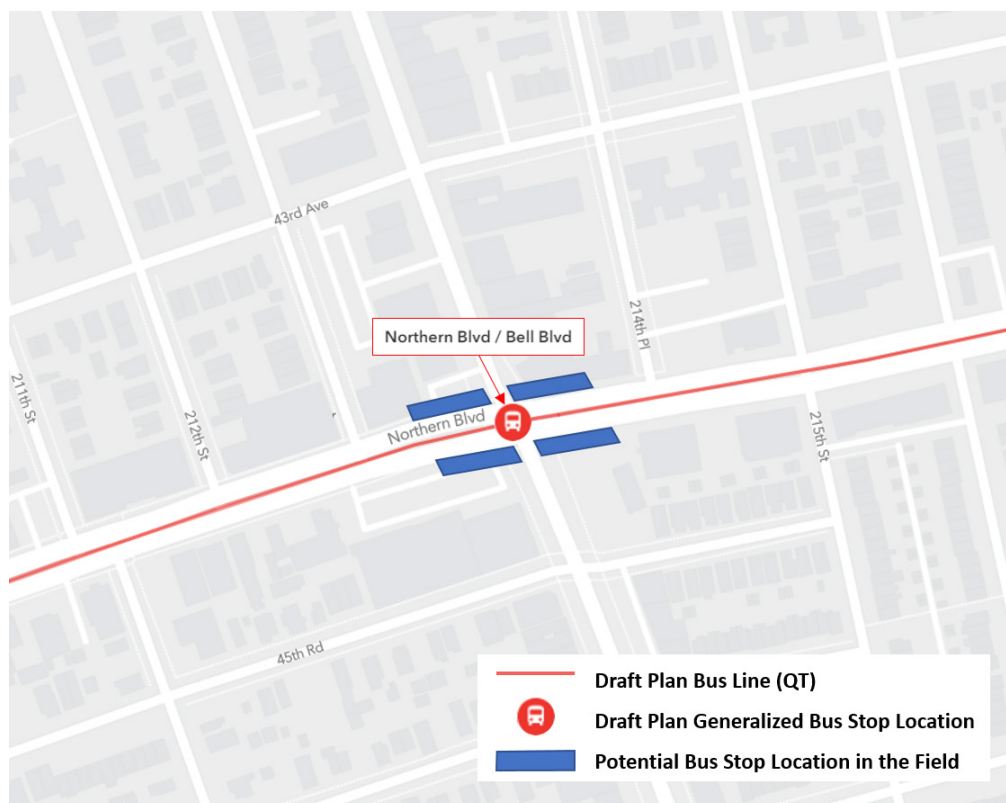 43rd Ave
Northern Blvd / Bell Blvd
214th Pl
211th St
212th St
Northern Blvd
215th St
45th Rd
Draft Plan Bus Line (QT)
Draft Plan Generalized Bus Stop Location
Potential Bus Stop Location in the Field